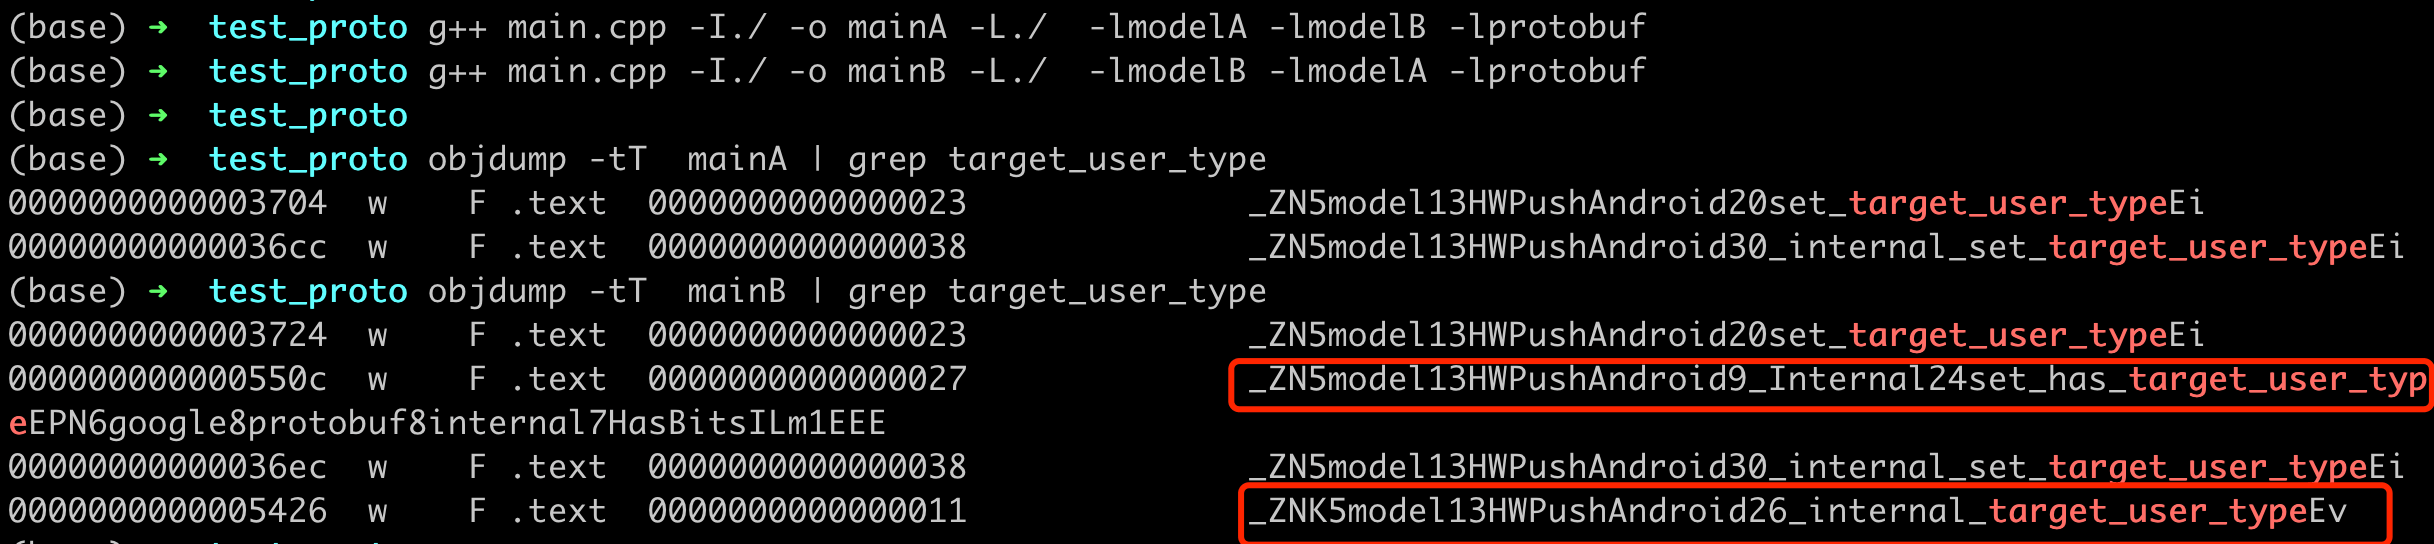 (base) ➜  test_proto g++ main.cpp -I./ -o mainA -L./  -lmodelA -lmodelB -lprotobuf
(base) ➜  test_proto g++ main.cpp -I./ -o mainB -L./  -lmodelB -lmodelA -lprotobuf
(base) ➜  test_proto
(base) ➜  test_proto objdump -tT  mainA | grep target_user_type
0000000000003704  w    F .text  0000000000000023              _ZN5model13HWPushAndroid20set_target_user_typeEi
00000000000036cc  w    F .text  0000000000000038              _ZN5model13HWPushAndroid30_internal_set_target_user_typeEi
(base) ➜  test_proto objdump -tT  mainB | grep target_user_type
0000000000003724  w    F .text  0000000000000023              _ZN5model13HWPushAndroid20set_target_user_typeEi
000000000000550c  w    F .text  0000000000000027              _ZN5model13HWPushAndroid9_Internal24set_has_target_user_typ
eEPN6google8protobuf8internal7HasBitsILm1EEE
00000000000036ec  w    F .text  0000000000000038              _ZN5model13HWPushAndroid30_internal_set_target_user_typeEi
0000000000005426  w    F .text  0000000000000011              _ZNK5model13HWPushAndroid26_internal_target_user_typeEv